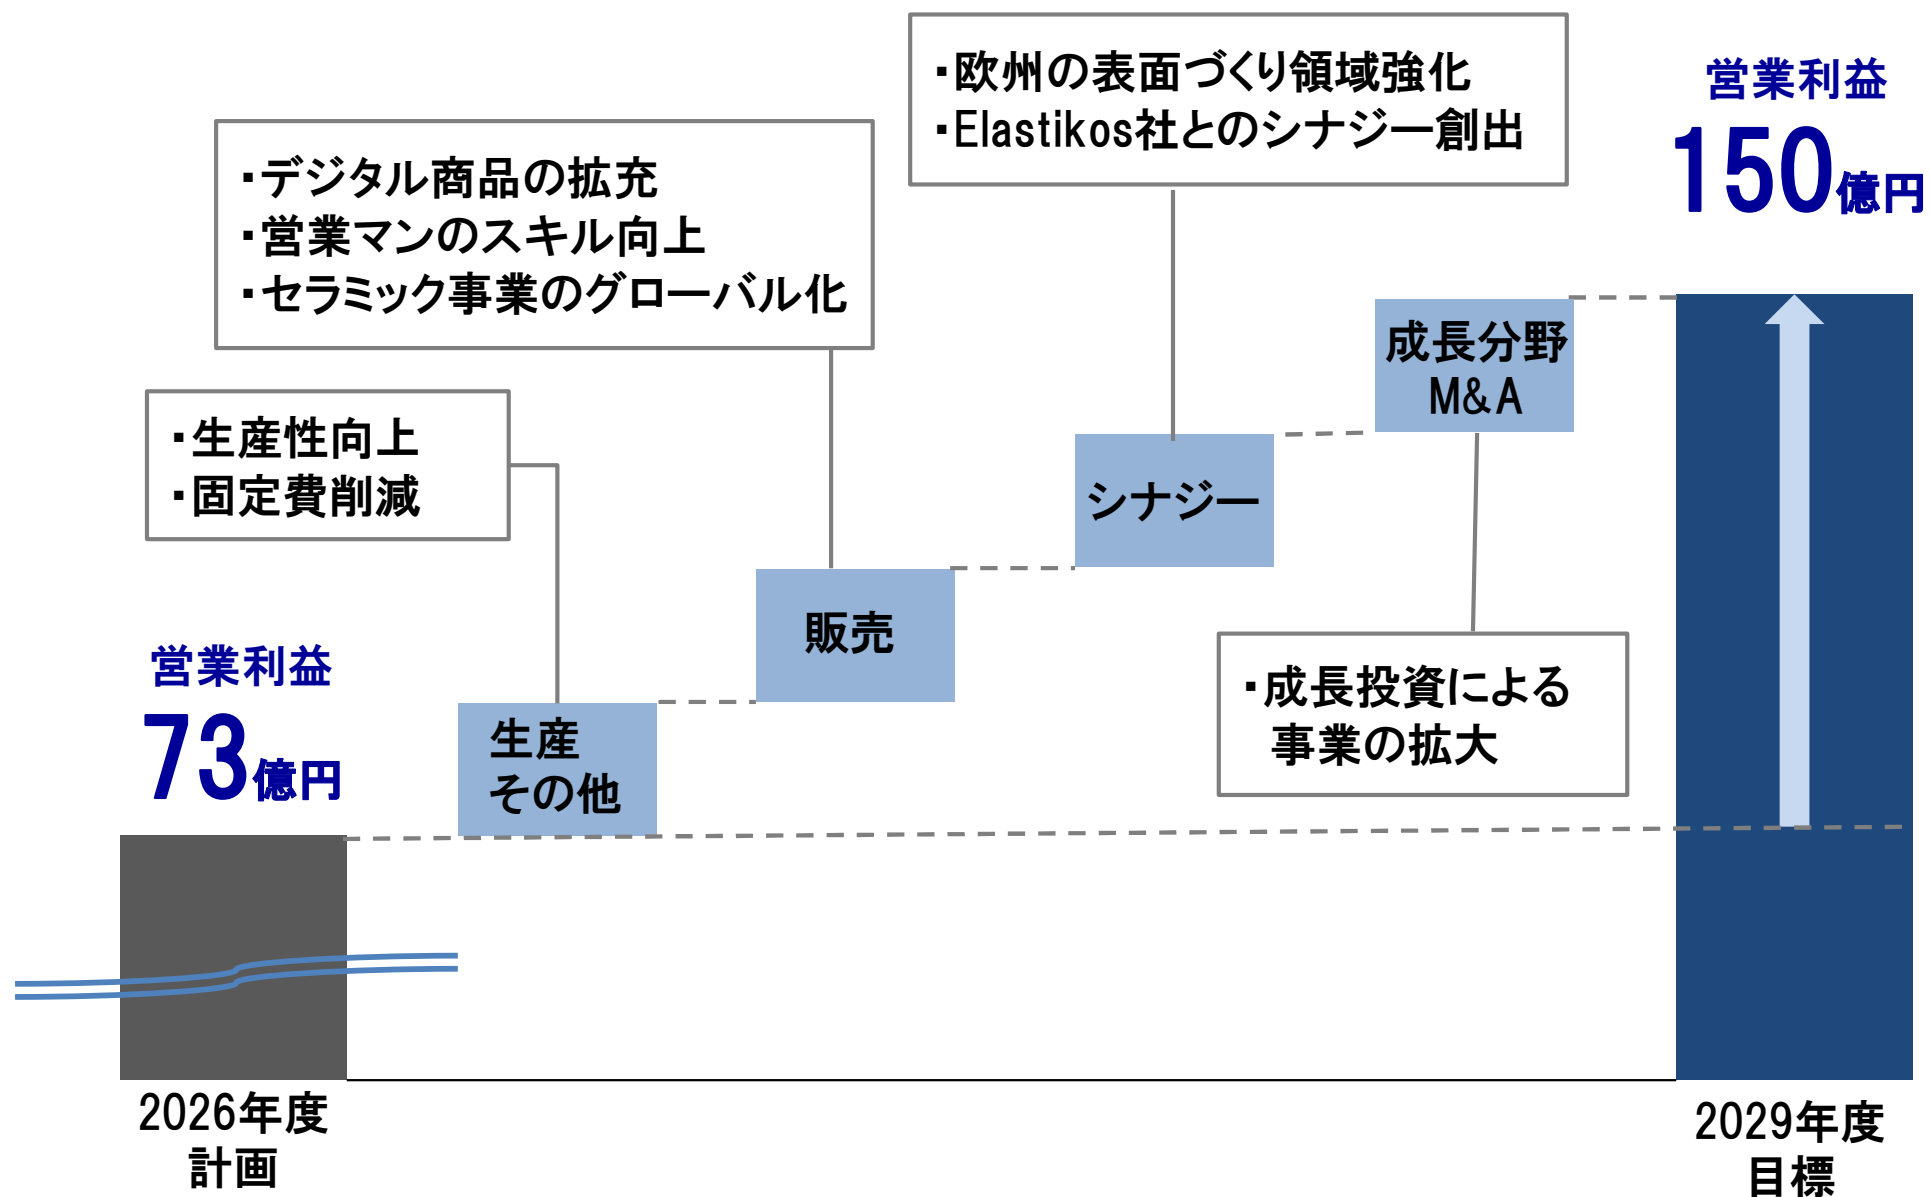 ・欧州の表面づくり領域強化
・Elastikos社とのシナジー創出
営業利益
150億円
・デジタル商品の拡充
・営業マンのスキル向上
・セラミック事業のグローバル化
成長分野
M&A
・生産性向上
・固定費削減
シナジー
販売
営業利益
73億円
・成長投資による
事業の拡大
生産
その他
2026年度
計画
2029年度
目標